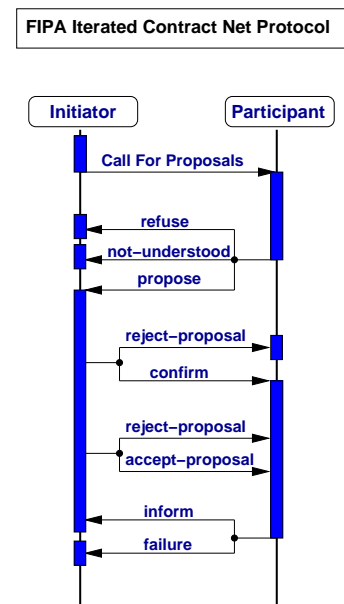 FIPA Iterated Contract Net Protocol
Initiator
Participant
Call For Proposals
refuse
not−understood
propose
reject−proposal
confirm
reject−proposal
accept−proposal
inform
failure